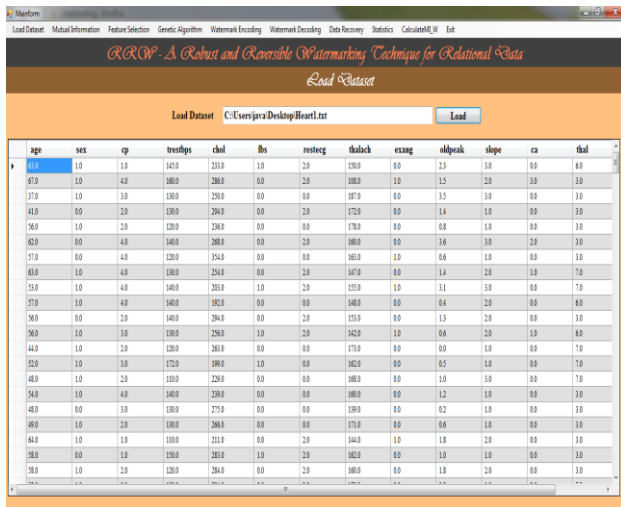 Mainform
Load Dataset Mutual Information Feature Selection Genetic Algorithm Watermark Encoding Watermark Decoding Data Recovery Statistics CalculateMI_W Exit
RRW - A Robust and Reversible Watermarking Technique for Relational Data
Load Dataset
Load Dataset C:\Users\java\Desktop\Heart1.txt Load
age sex cp trestbps chol fbs restecg thalach exang oldpeak slope ca thal
63.0 1.0 1.0 145.0 233.0 1.0 2.0 150.0 0.0 2.3 3.0 0.0 6.0
67.0 1.0 4.0 160.0 286.0 0.0 2.0 108.0 1.0 1.5 2.0 3.0 3.0
37.0 1.0 3.0 130.0 250.0 0.0 0.0 187.0 0.0 3.5 3.0 0.0 3.0
41.0 0.0 2.0 130.0 204.0 0.0 2.0 172.0 0.0 1.4 1.0 0.0 3.0
56.0 1.0 2.0 120.0 236.0 0.0 0.0 178.0 0.0 0.8 1.0 0.0 3.0
62.0 0.0 4.0 140.0 268.0 0.0 2.0 160.0 0.0 3.6 3.0 2.0 3.0
57.0 0.0 4.0 120.0 354.0 0.0 0.0 163.0 1.0 0.6 1.0 0.0 3.0
63.0 1.0 4.0 130.0 254.0 0.0 2.0 147.0 0.0 1.4 2.0 1.0 7.0
53.0 1.0 4.0 140.0 203.0 1.0 2.0 155.0 1.0 3.1 3.0 0.0 7.0
57.0 1.0 4.0 140.0 192.0 0.0 0.0 148.0 0.0 0.4 2.0 0.0 6.0
56.0 0.0 2.0 140.0 294.0 0.0 2.0 153.0 0.0 1.3 2.0 0.0 3.0
56.0 1.0 3.0 130.0 256.0 1.0 2.0 142.0 1.0 0.6 2.0 1.0 6.0
44.0 1.0 2.0 120.0 263.0 0.0 0.0 173.0 0.0 0.0 1.0 0.0 7.0
52.0 1.0 3.0 172.0 199.0 1.0 0.0 162.0 0.0 0.5 1.0 0.0 7.0
48.0 1.0 2.0 110.0 229.0 0.0 0.0 168.0 0.0 1.0 3.0 0.0 7.0
54.0 1.0 4.0 140.0 239.0 0.0 0.0 160.0 0.0 1.2 1.0 0.0 3.0
48.0 0.0 3.0 130.0 275.0 0.0 0.0 139.0 0.0 0.2 1.0 0.0 3.0
49.0 1.0 2.0 130.0 266.0 0.0 0.0 171.0 0.0 0.6 1.0 0.0 3.0
64.0 1.0 1.0 110.0 211.0 0.0 2.0 144.0 1.0 1.8 2.0 0.0 3.0
58.0 0.0 1.0 150.0 283.0 1.0 2.0 162.0 0.0 1.0 1.0 0.0 3.0
58.0 1.0 2.0 120.0 284.0 0.0 2.0 160.0 0.0 1.8 2.0 0.0 3.0